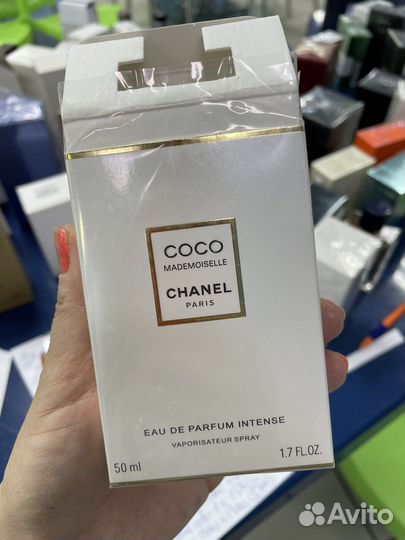 COCO
MADEMOISELLE
CHANEL
PARIS
EAU DE PARFUM INTENSE
VAPORISATEUR SPRAY
50 ml
1.7 FL.OZ.
Avito